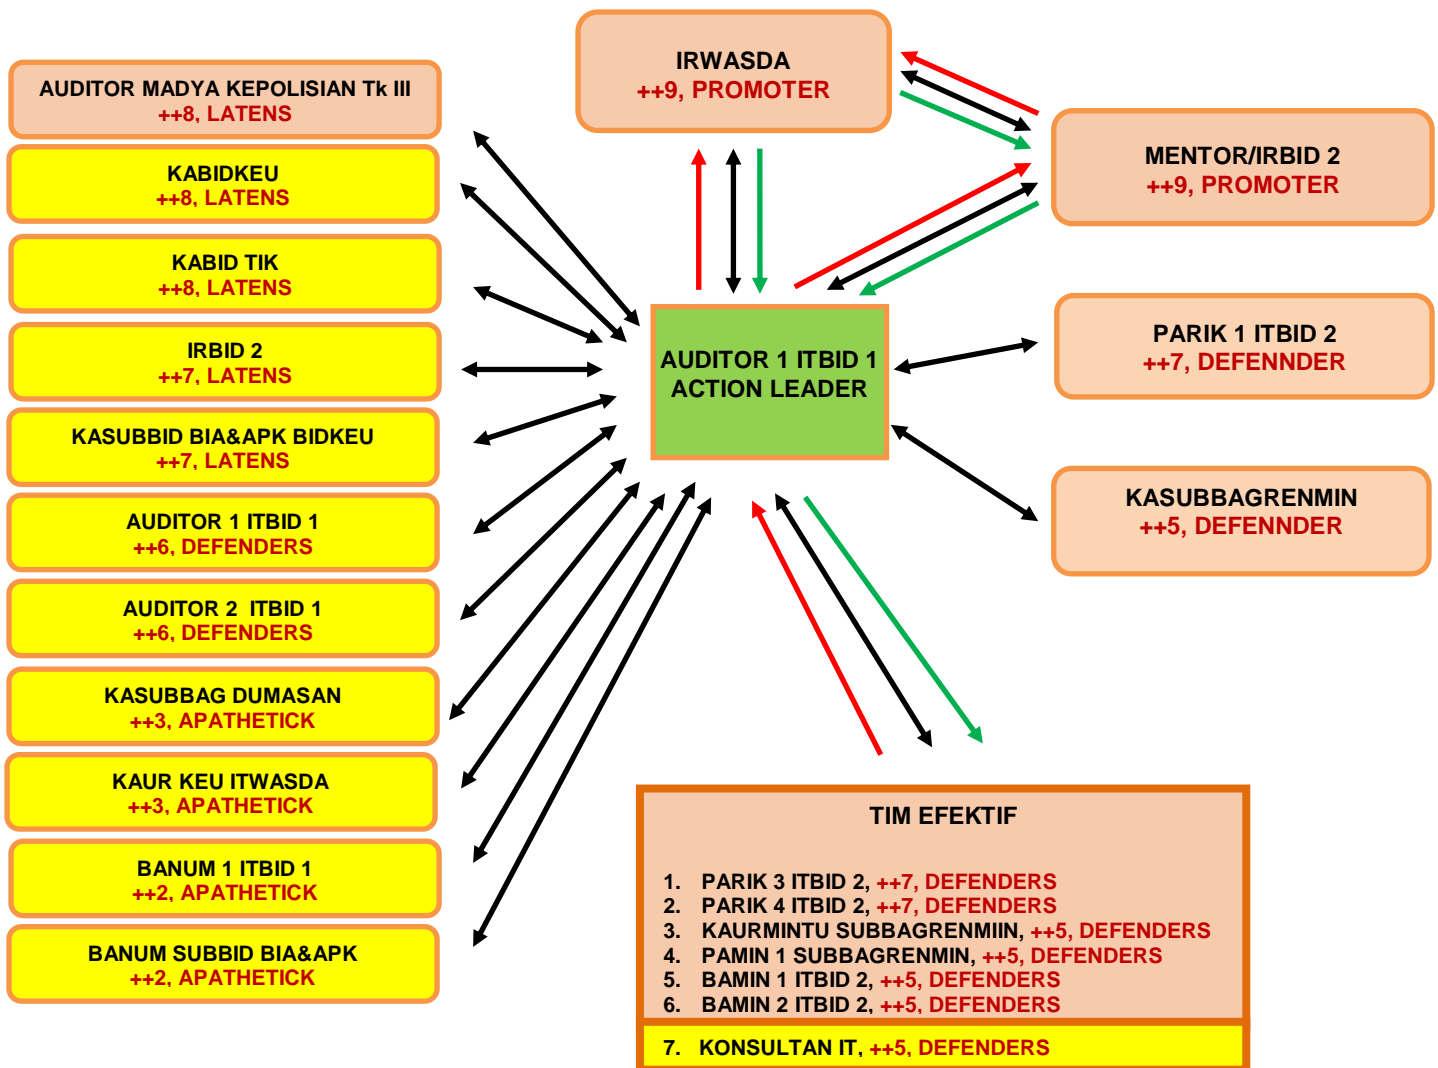 IRWASDA
++9, PROMOTER
AUDITOR MADYA KEPOLISIAN Tk III
++8, LATENS
KABIDKEU
++8, LATENS
KABID TIK
++8, LATENS
IRBID 2
++7, LATENS
KASUBBID BIA&APK BIDKEU
++7, LATENS
AUDITOR 1 ITBID 1
++6, DEFENDERS
AUDITOR 2 ITBID 1
++6, DEFENDERS
KASUBBAG DUMASAN
++3, APATHETICK
KAUR KEU ITWASDA
++3, APATHETICK
BANUM 1 ITBID 1
++2, APATHETICK
BANUM SUBBID BIA&APK
++2, APATHETICK
AUDITOR 1 ITBID 1
ACTION LEADER
MENTOR/IRBID 2
++9, PROMOTER
PARIK 1 ITBID 2
++7, DEFENNDER
KASUBBAGRENMIN
++5, DEFENNDER
TIM EFEKTIF
1. PARIK 3 ITBID 2, ++7, DEFENDERS
2. PARIK 4 ITBID 2, ++7, DEFENDERS
3. KAURMINTU SUBBAGRENMIIN, ++5, DEFENDERS
4. PAMIN 1 SUBBAGRENMIN, ++5, DEFENDERS
5. BAMIN 1 ITBID 2, ++5, DEFENDERS
6. BAMIN 2 ITBID 2, ++5, DEFENDERS
7. KONSULTAN IT, ++5, DEFENDERS